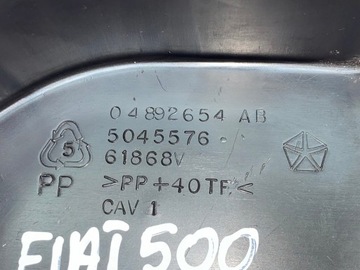 04892654 AB
5045576
5
61868V
PP >PP+40TF<
CAV 1
FIAT 500